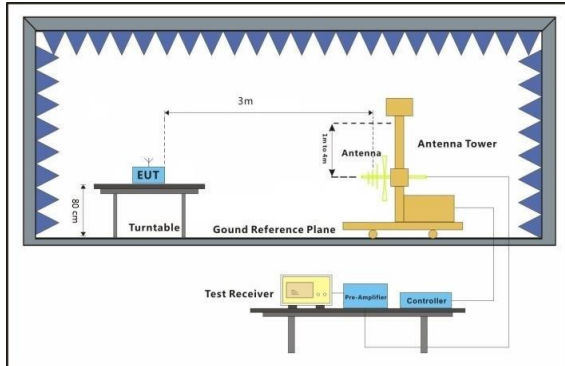 3m
1m to 4m
Antenna
Antenna Tower
EUT
80 cm
Turntable
Gound Reference Plane
Test Receiver
Pre-Amplifier
Controller